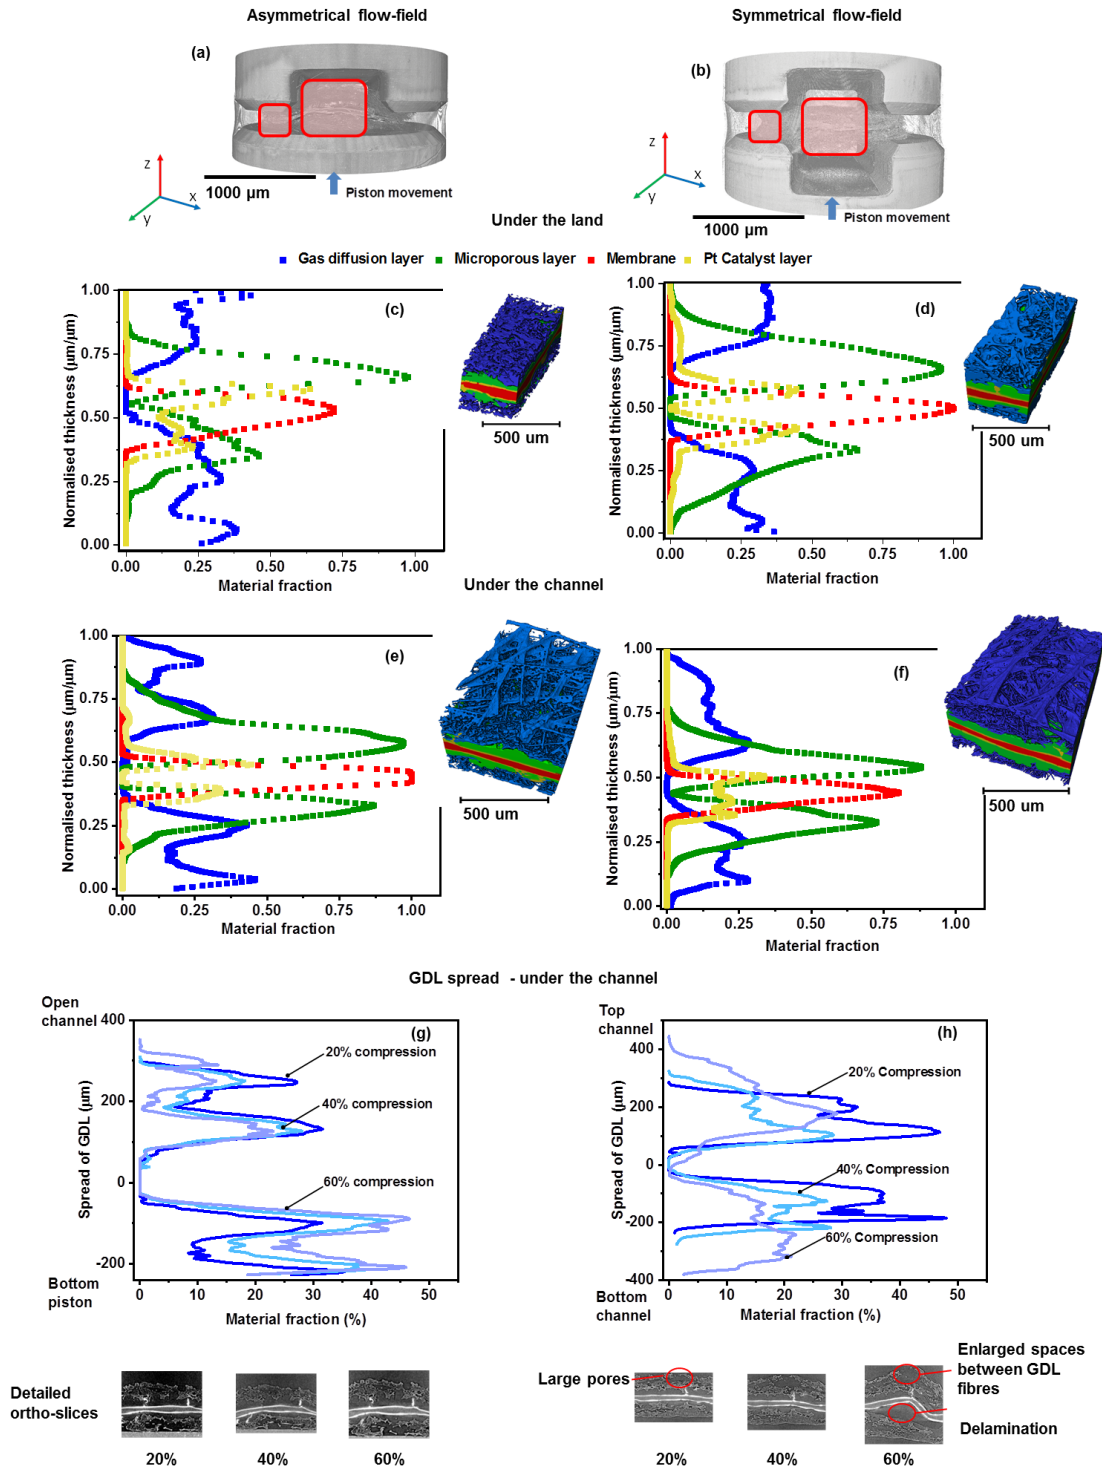 Asymmetrical flow-field
Symmetrical flow-field
(a)
(b)
z
x
y
1000 µm
Piston movement
z
x
y
1000 µm
Piston movement
Under the land
Gas diffusion layer
Microporous layer
Membrane
Pt Catalyst layer
(c)
1.00
0.75
0.50
0.25
0.00
Normalised thickness (µm/µm)
0.00 0.25 0.50 0.75 1.00
Material fraction
500 um
(d)
1.00
0.75
0.50
0.25
0.00
Normalised thickness (µm/µm)
0.00 0.25 0.50 0.75 1.00
Material fraction
500 um
Under the channel
(e)
1.00
0.75
0.50
0.25
0.00
Normalised thickness (µm/µm)
0.00 0.25 0.50 0.75 1.00
Material fraction
500 um
(f)
1.00
0.75
0.50
0.25
0.00
Normalised thickness (µm/µm)
0.00 0.25 0.50 0.75 1.00
Material fraction
500 um
GDL spread - under the channel
Open
channel
(g)
400
200
0
-200
Spread of GDL (µm)
20% compression
40% compression
60% compression
Bottom
piston
0 10 20 30 40 50
Material fraction (%)
Top
channel
(h)
400
200
0
-200
-400
Spread of GDL (µm)
20% Compression
40% Compression
60% Compression
Bottom
channel
0 10 20 30 40 50
Material fraction (%)
Detailed
ortho-slices
20%
40%
60%
Large pores
Enlarged spaces
between GDL
fibres
Delamination
20%
40%
60%